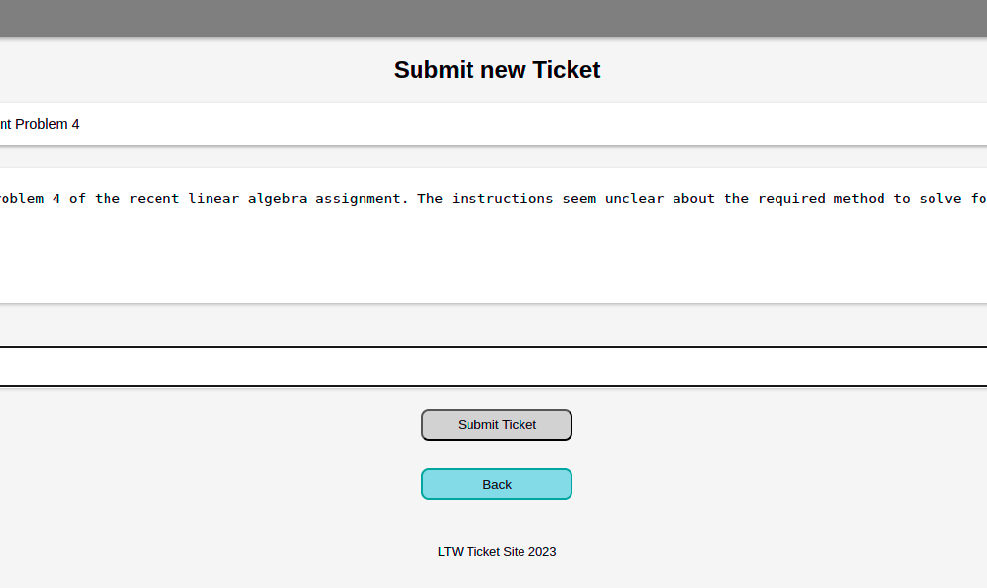 Submit new Ticket
nt Problem 4
oblem 4 of the recent linear algebra assignment. The instructions seem unclear about the required method to solve fo
Submit Ticket
Back
LTW Ticket Site 2023